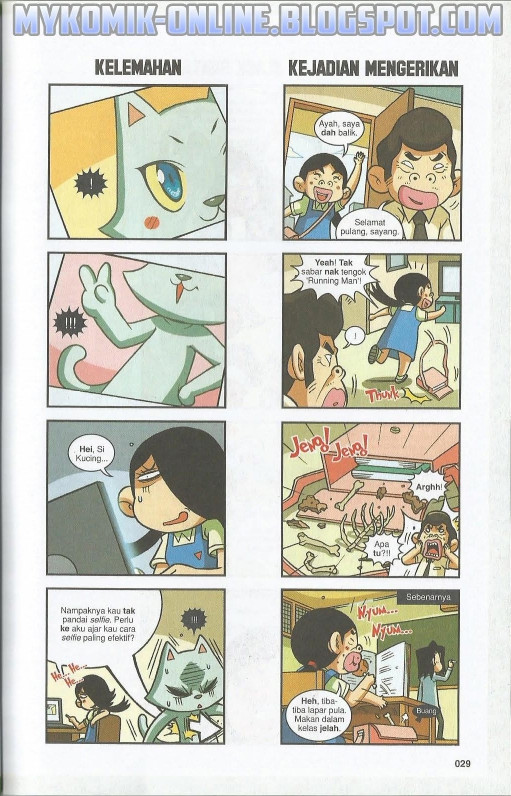 MYKOMIK-ONLINE.BLOGSPOT.COM
KELEMAHAN
!
!!!
Hei, Si
Kucing...
Nampaknya kau tak
pandai selfie. Perlu
ke aku ajar kau cara
selfie paling efektif?
!!!
He... He...
He...
KEJADIAN MENGERIKAN
Ayah, saya
dah balik.
Selamat
pulang, sayang.
Yeah! Tak
sabar nak tengok
'Running Man'!
!
Thunk
Jeng!
Jeng!
Arghh!
Apa
tu?!!
Sebenarnya
NYUM...
NYUM...
Heh, tiba-
tiba lapar pula.
Makan dalam
kelas jelah.
Buang
029